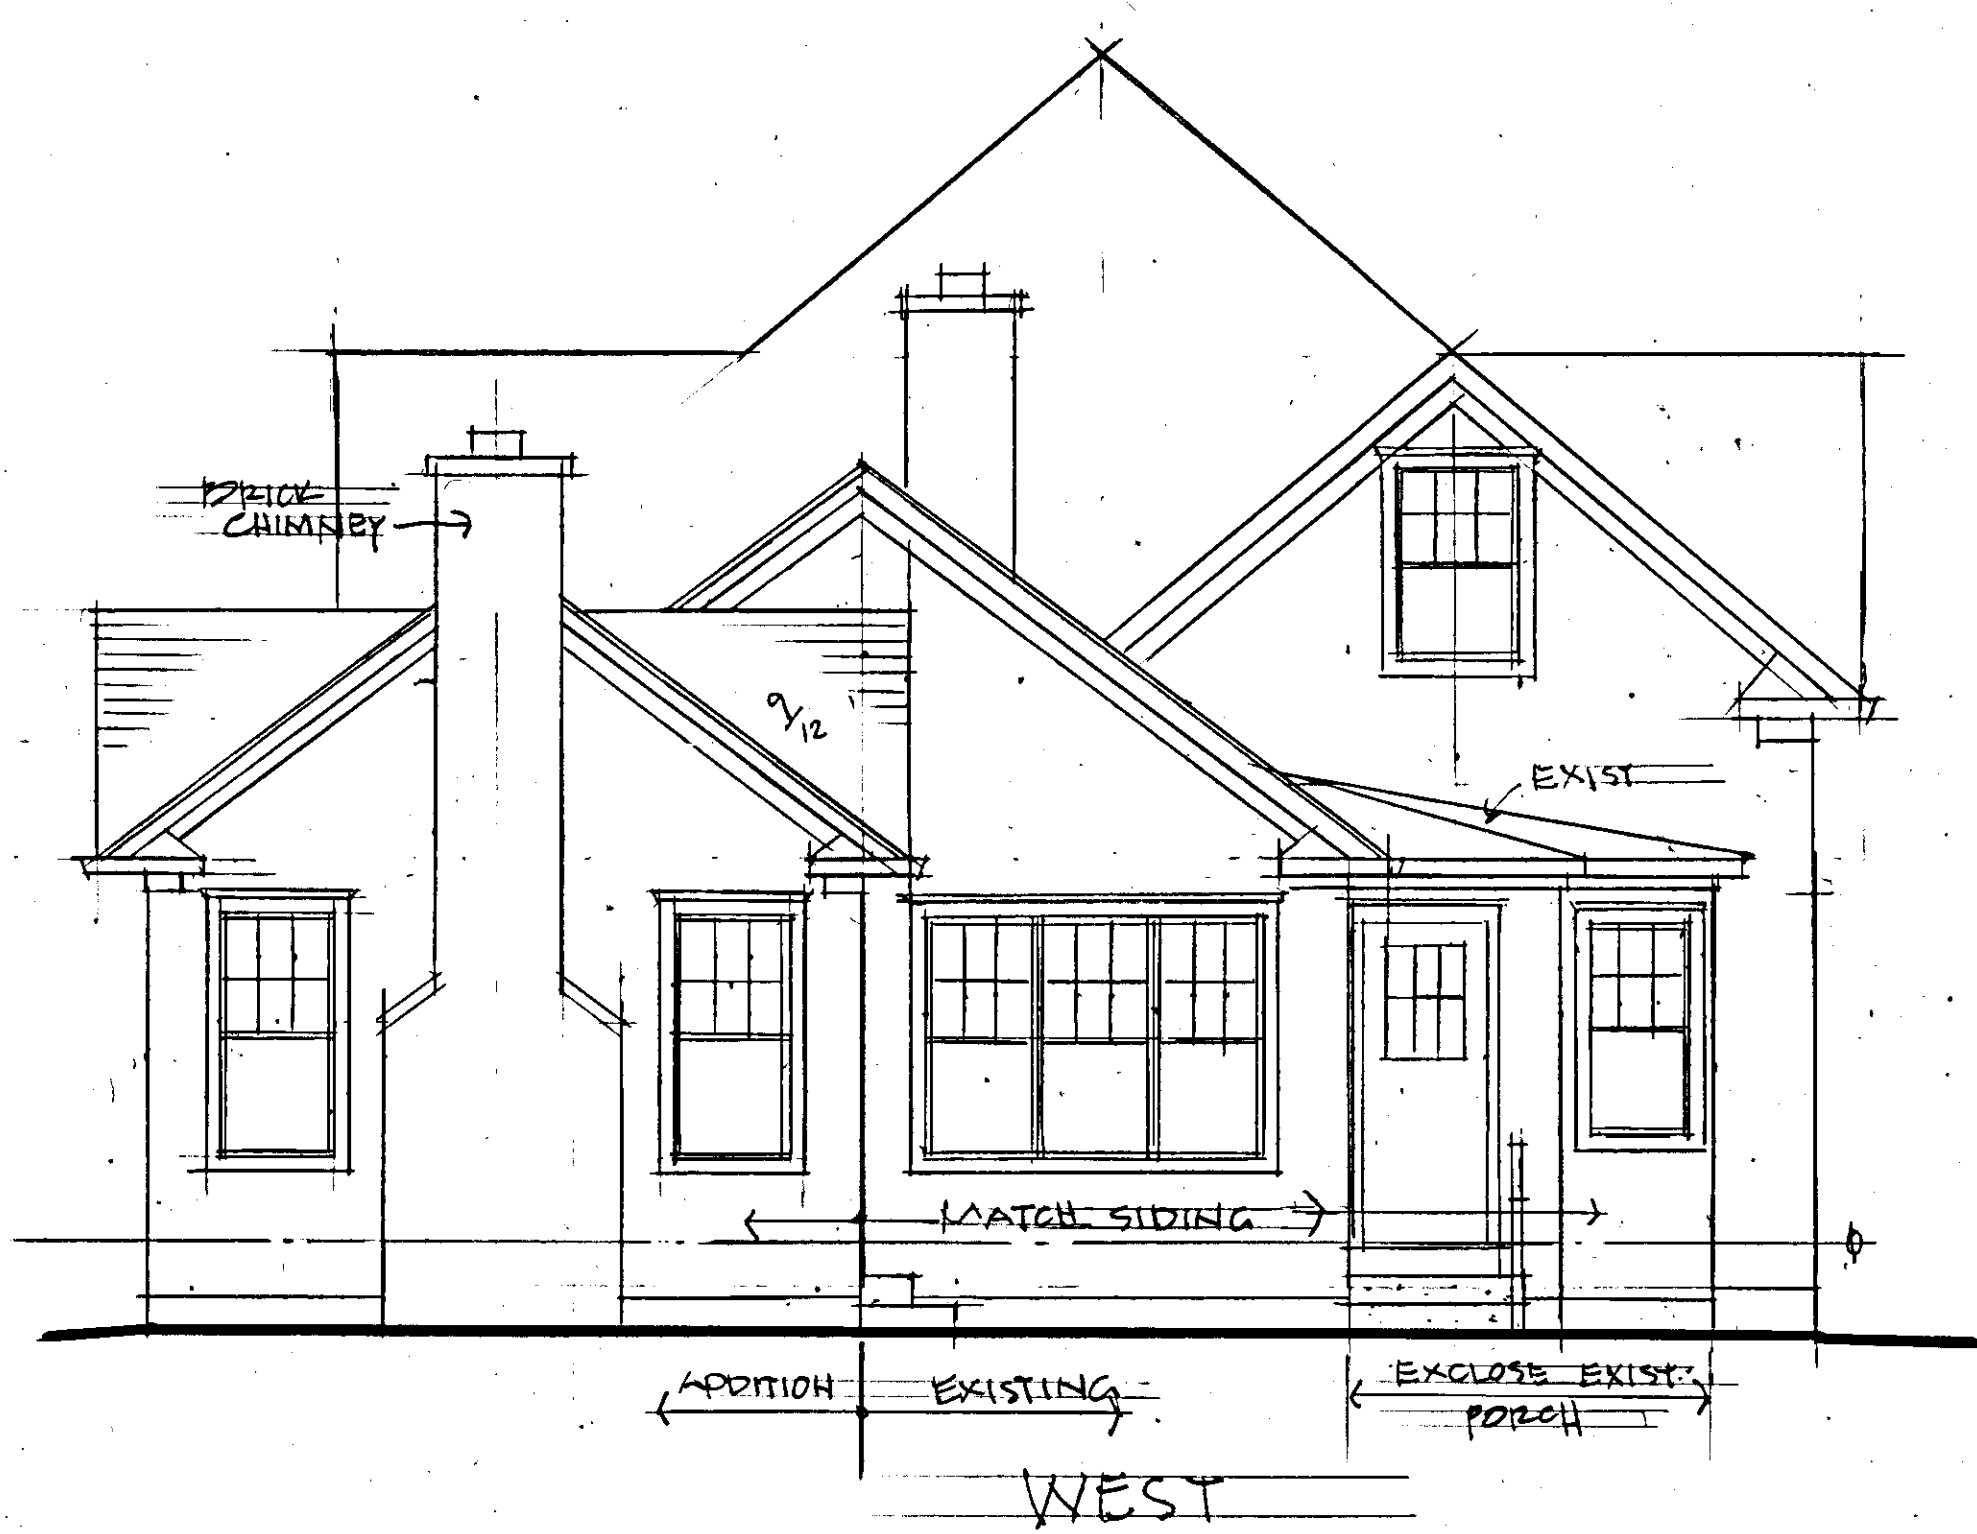 BRICK
CHIMNEY
9/12
EXIST
MATCH SIDING
ADDITION
EXISTING
EXCLOSE EXIST.
PORCH
WEST